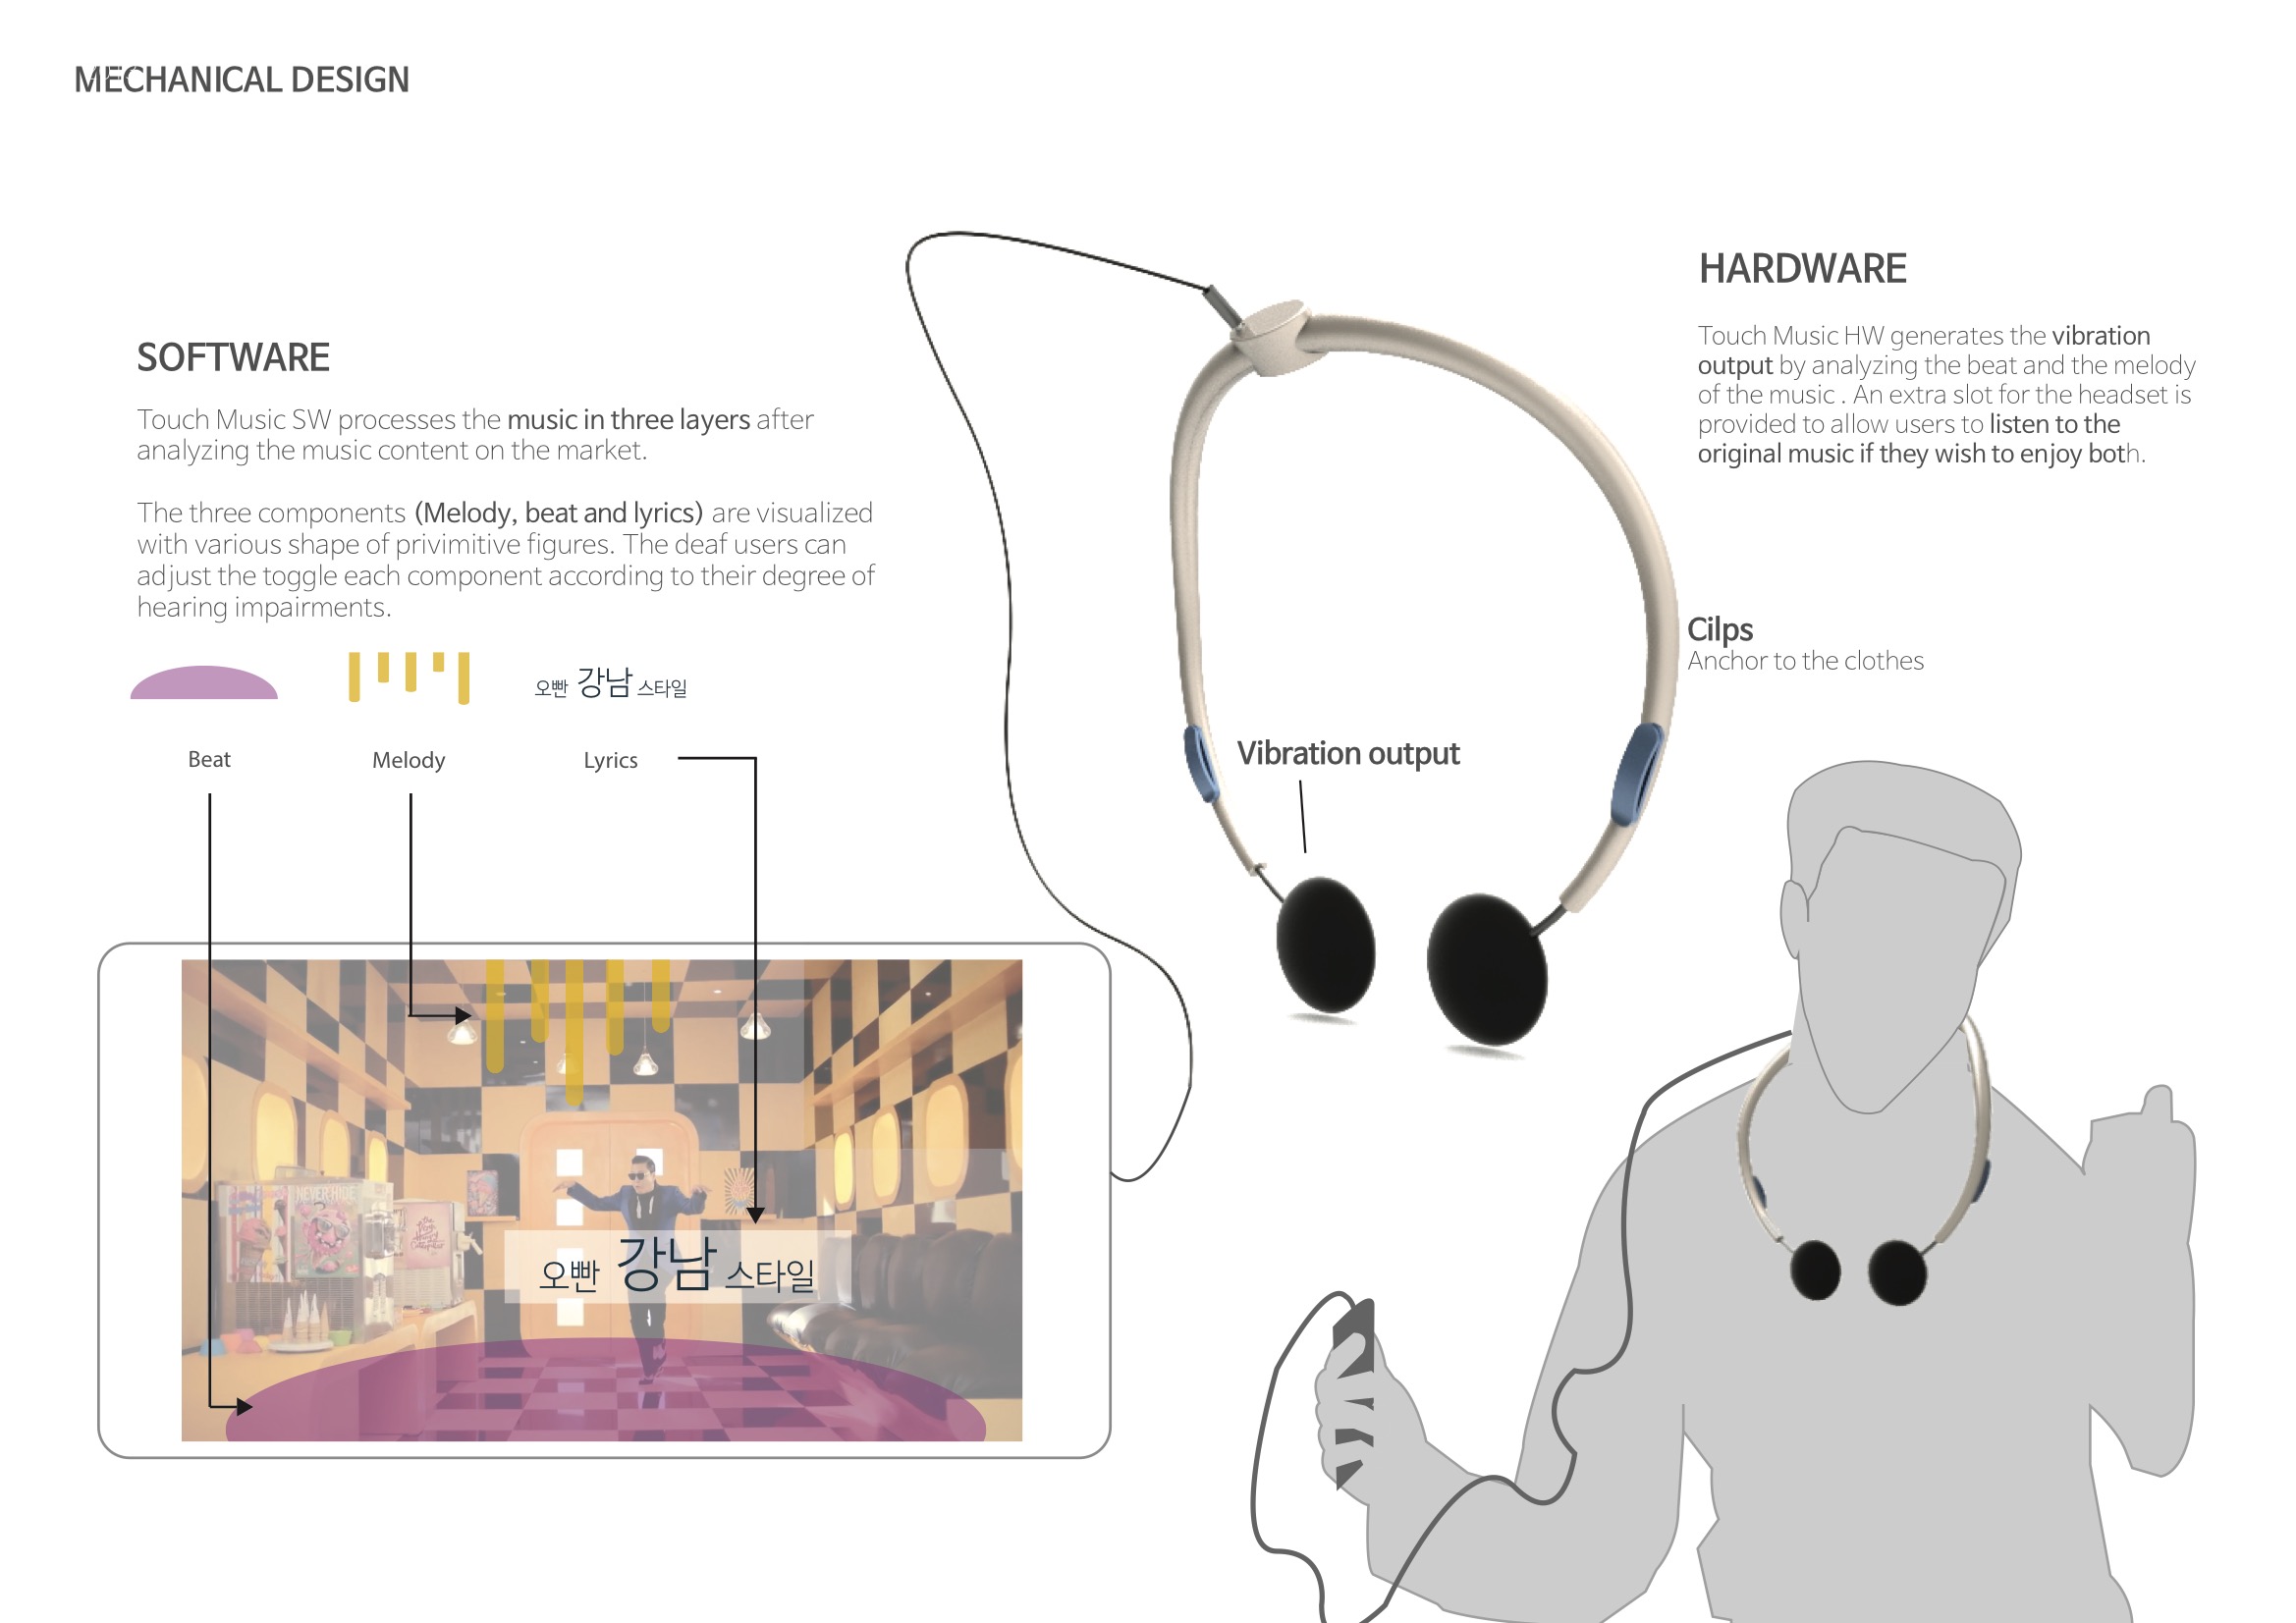 MECHANICAL DESIGN
SOFTWARE
Touch Music SW processes the music in three layers after
analyzing the music content on the market.
The three components (Melody, beat and lyrics) are visualized
with various shape of privimitive figures. The deaf users can
adjust the toggle each component according to their degree of
hearing impairments.
오빤 강남 스타일
Beat
Melody
Lyrics
NEVER HIDE
오빤 강남 스타일
HARDWARE
Touch Music HW generates the vibration
output by analyzing the beat and the melody
of the music . An extra slot for the headset is
provided to allow users to listen to the
original music if they wish to enjoy both.
Cilps
Anchor to the clothes
Vibration output